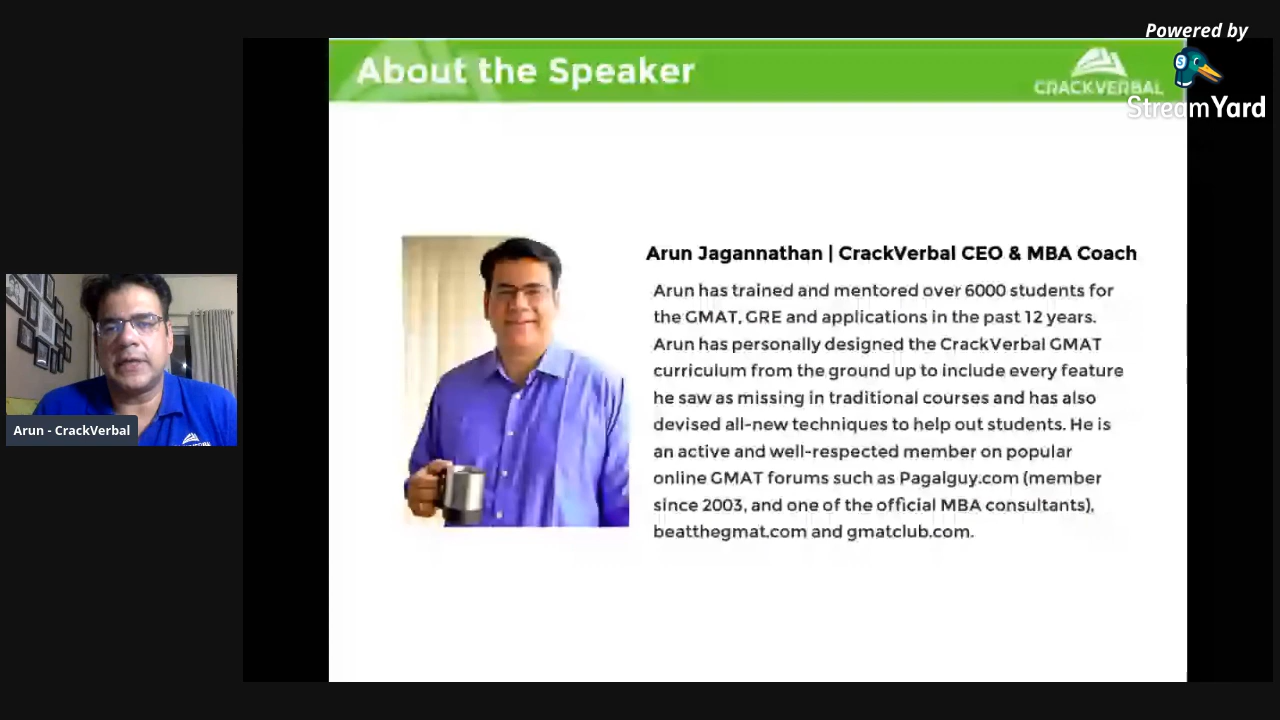 Powered by
StreamYard
About the Speaker
CRACKVERBAL
Arun Jagannathan | CrackVerbal CEO & MBA Coach
Arun has trained and mentored over 6000 students for
the GMAT, GRE and applications in the past 12 years.
Arun has personally designed the CrackVerbal GMAT
curriculum from the ground up to include every feature
he saw as missing in traditional courses and has also
devised all-new techniques to help out students. He is
an active and well-respected member on popular
online GMAT forums such as Pagalguy.com (member
since 2003, and one of the official MBA consultants),
beatthegmat.com and gmatclub.com.
Arun - CrackVerbal